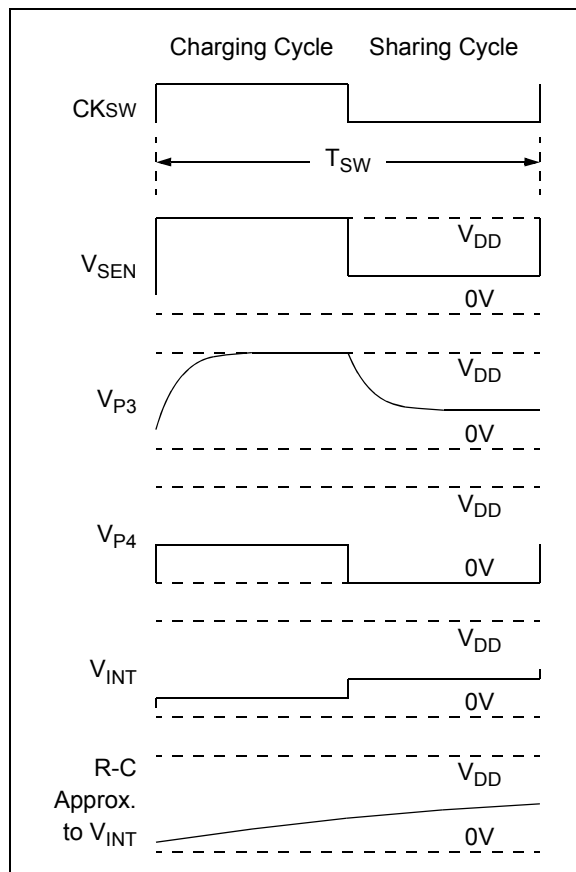 Charging Cycle Sharing Cycle
CKSW
TSW
VDD
VSEN
0V
VDD
VP3
0V
VDD
VP4
0V
VDD
VINT
0V
R-C
Approx.
to VINT
VDD
0V